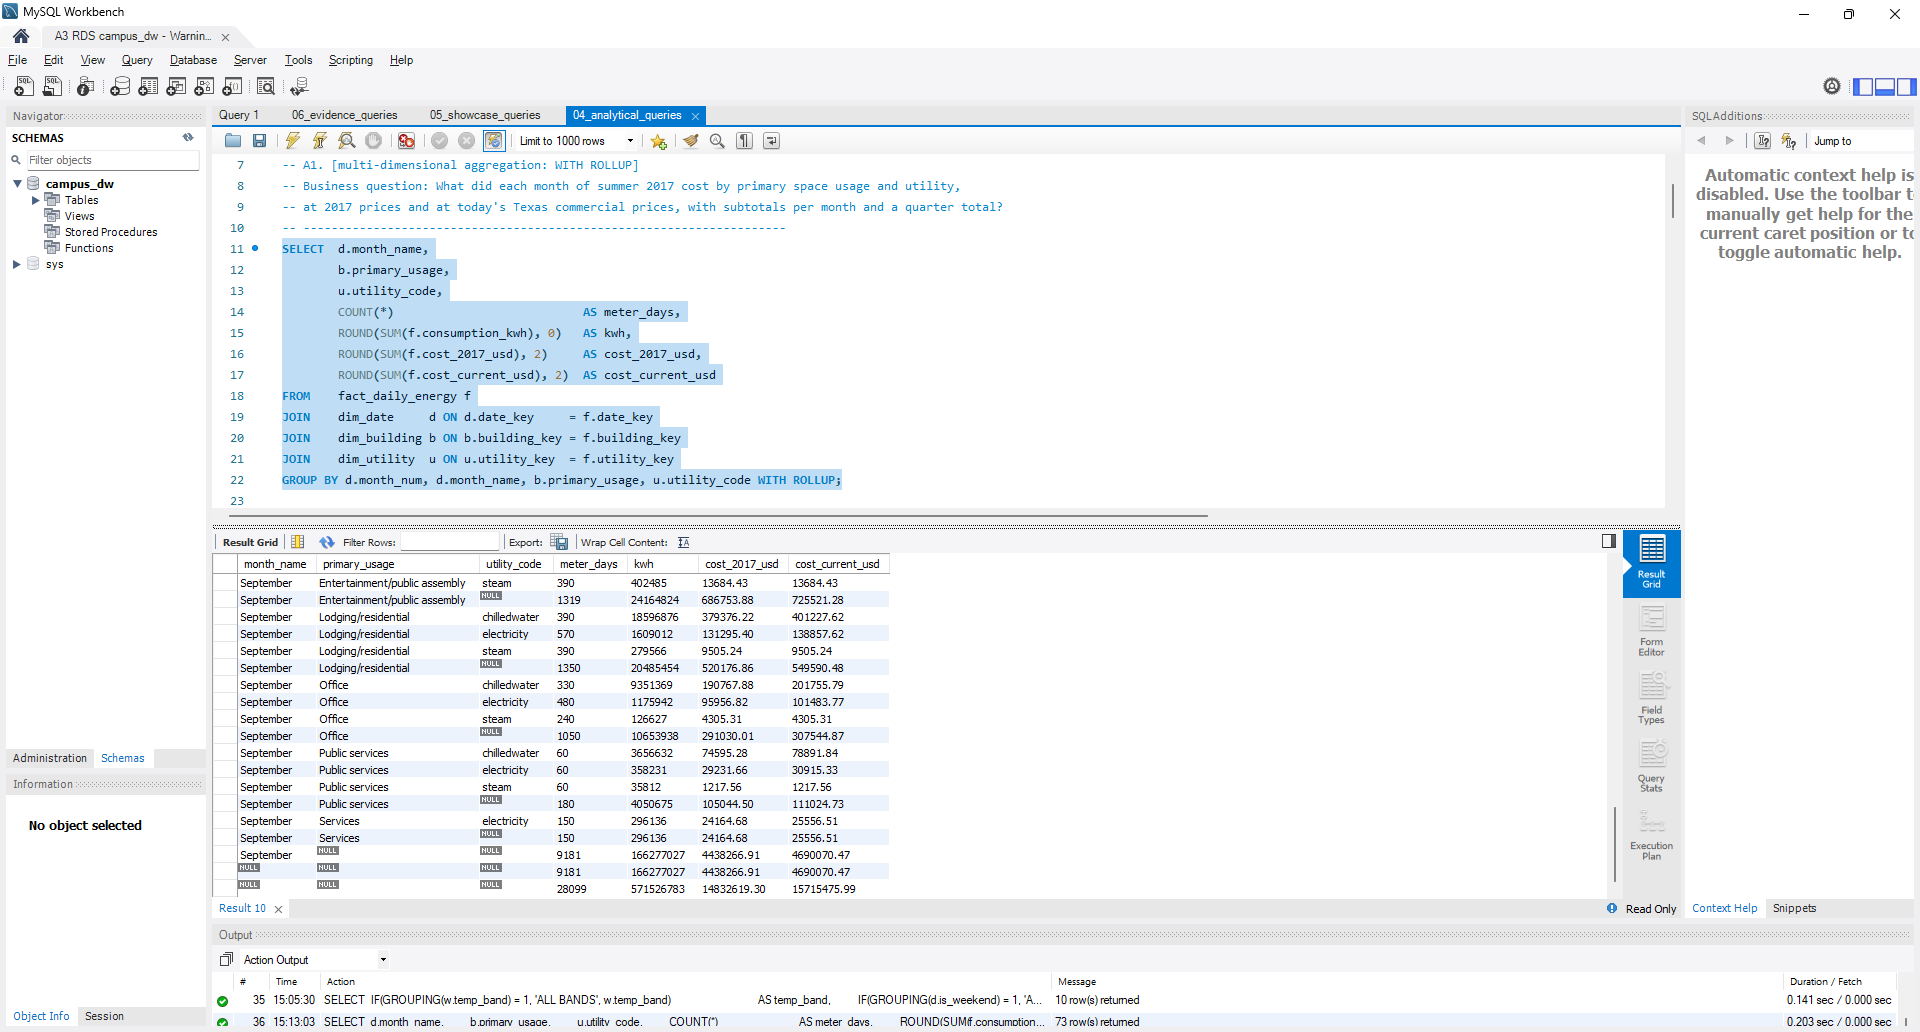 MySQL Workbench
A3 RDS campus_dw - Warnin...
File Edit View Query Database Server Tools Scripting Help
Navigator
SCHEMAS
Filter objects
campus_dw
Tables
Views
Stored Procedures
Functions
sys
Administration Schemas
Information
No object selected
Object Info Session
Query 1 06_evidence_queries 05_showcase_queries 04_analytical_queries
Limit to 1000 rows
7 -- A1. [multi-dimensional aggregation: WITH ROLLUP]
8 -- Business question: What did each month of summer 2017 cost by primary space usage and utility,
9 -- at 2017 prices and at today's Texas commercial prices, with subtotals per month and a quarter total?
10 -- ---------------------------------------------------------------------
11 SELECT d.month_name,
12 b.primary_usage,
13 u.utility_code,
14 COUNT(*) AS meter_days,
15 ROUND(SUM(f.consumption_kwh), 0) AS kwh,
16 ROUND(SUM(f.cost_2017_usd), 2) AS cost_2017_usd,
17 ROUND(SUM(f.cost_current_usd), 2) AS cost_current_usd
18 FROM fact_daily_energy f
19 JOIN dim_date d ON d.date_key = f.date_key
20 JOIN dim_building b ON b.building_key = f.building_key
21 JOIN dim_utility u ON u.utility_key = f.utility_key
22 GROUP BY d.month_num, d.month_name, b.primary_usage, u.utility_code WITH ROLLUP;
23
Result Grid Filter Rows: Export: Wrap Cell Content:
month_name primary_usage utility_code meter_days kwh cost_2017_usd cost_current_usd
September Entertainment/public assembly steam 390 402485 13684.43 13684.43
September Entertainment/public assembly NULL 1319 24164824 686753.88 725521.28
September Lodging/residential chilledwater 390 18596876 379376.22 401227.62
September Lodging/residential electricity 570 1609012 131295.40 138857.62
September Lodging/residential steam 390 279566 9505.24 9505.24
September Lodging/residential NULL 1350 20485454 520176.86 549590.48
September Office chilledwater 330 9351369 190767.88 201755.79
September Office electricity 480 1175942 95956.82 101483.77
September Office steam 240 126627 4305.31 4305.31
September Office NULL 1050 10653938 291030.01 307544.87
September Public services chilledwater 60 3656632 74595.28 78891.84
September Public services electricity 60 358231 29231.66 30915.33
September Public services steam 60 35812 1217.56 1217.56
September Public services NULL 180 4050675 105044.50 111024.73
September Services electricity 150 296136 24164.68 25556.51
September Services NULL 150 296136 24164.68 25556.51
September NULL NULL 9181 166277027 4438266.91 4690070.47
NULL NULL NULL 9181 166277027 4438266.91 4690070.47
NULL NULL NULL 28099 571526783 14832619.30 15715475.99
Result 10
Read Only
Result Grid
Form Editor
Field Types
Query Stats
Execution Plan
SQLAdditions
Jump to
Automatic context help is
disabled. Use the toolbar t
manually get help for the
current caret position or to
toggle automatic help.
Context Help Snippets
Output
Action Output
# Time Action Message Duration / Fetch
35 15:05:30 SELECT IF(GROUPING(w.temp_band) = 1, 'ALL BANDS', w.temp_band) AS temp_band, IF(GROUPING(d.is_weekend) = 1, 'A... 10 row(s) returned 0.141 sec / 0.000 sec
36 15:13:03 SELECT d.month_name, b.primary_usage, u.utility_code, COUNT(*) AS meter_days, ROUND(SUM(f.consumption... 73 row(s) returned 0.203 sec / 0.000 sec